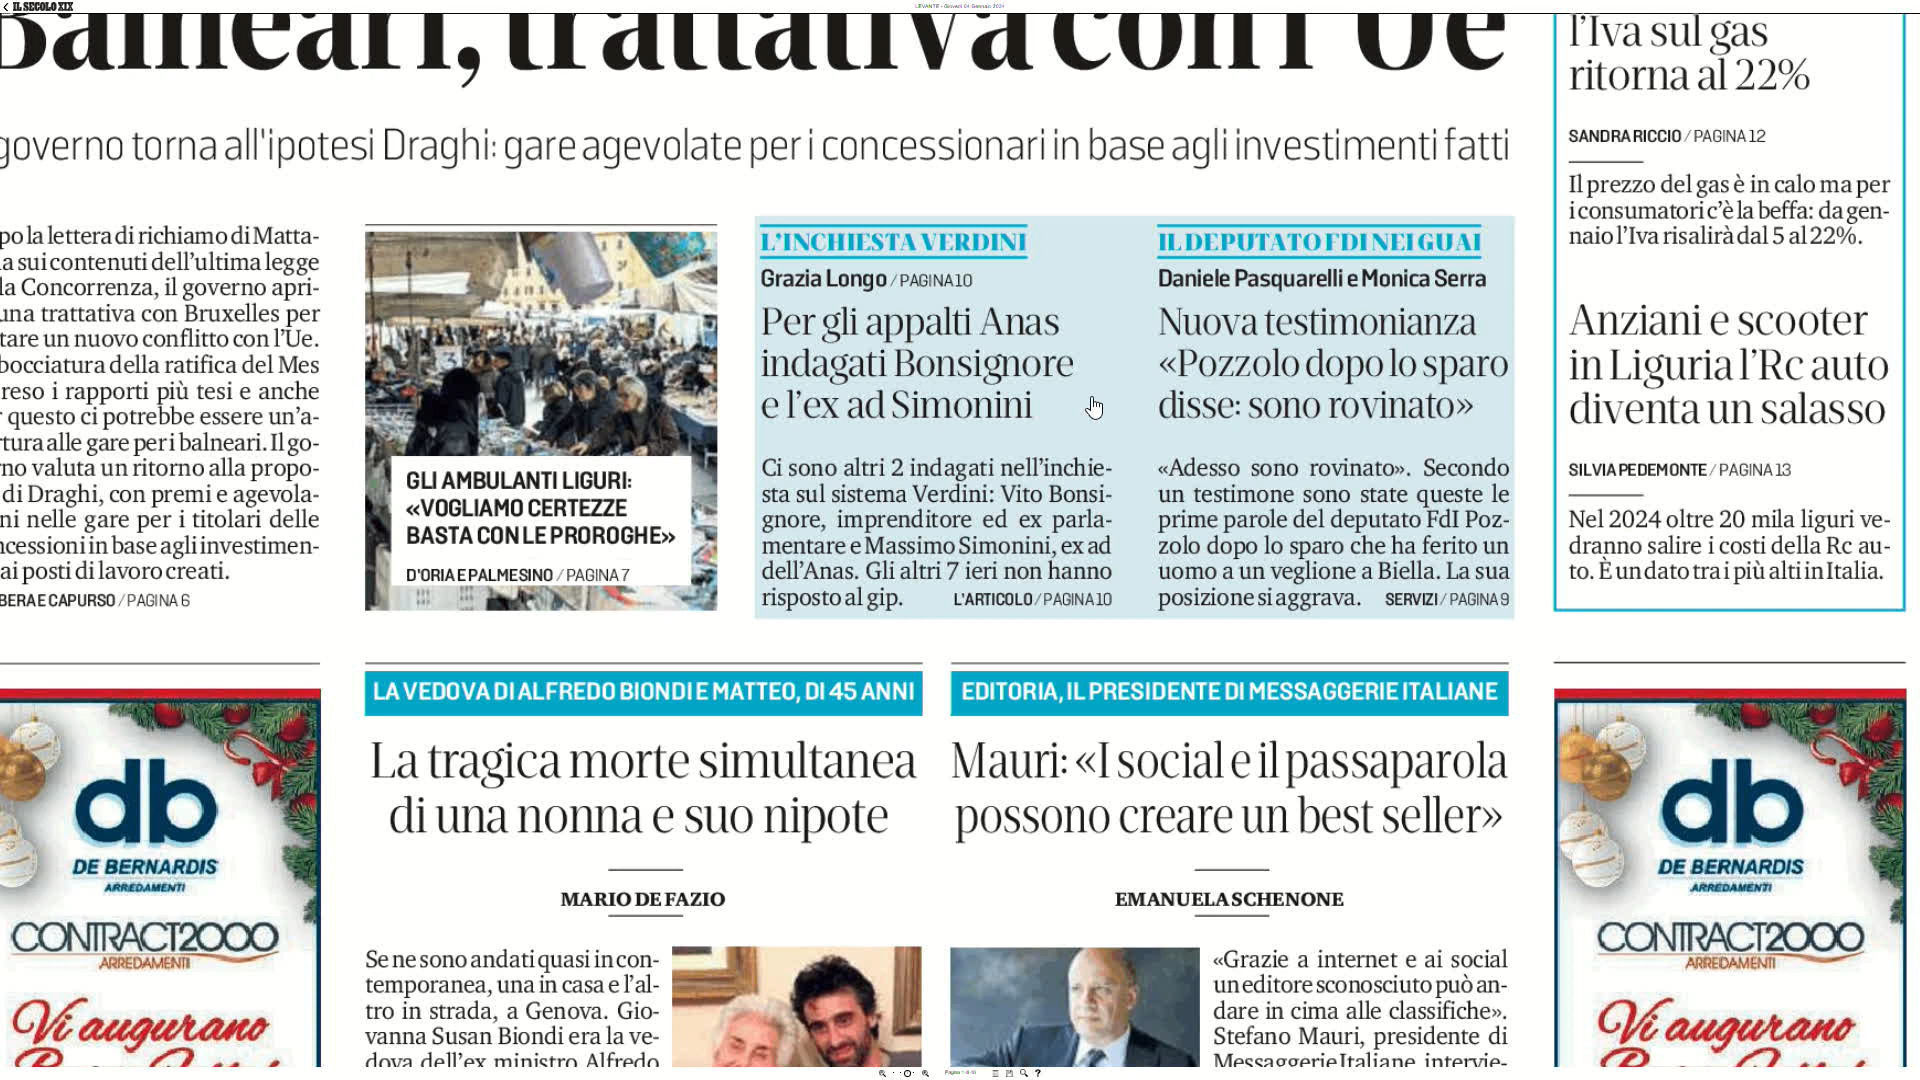 IL SECOLO XIX
LEVANTE - Giovedì 04 Gennaio 2024
Balneari, trattativa con l'Ue
governo torna all'ipotesi Draghi: gare agevolate per i concessionari in base agli investimenti fatti
po la lettera di richiamo di Matta-
a sui contenuti dell'ultima legge
la Concorrenza, il governo apri-
una trattativa con Bruxelles per
tare un nuovo conflitto con l'Ue.
bocciatura della ratifica del Mes
reso i rapporti più tesi e anche
r questo ci potrebbe essere un'a-
rtura alle gare per i balneari. Il go-
rno valuta un ritorno alla propo-
di Draghi, con premi e agevola-
ni nelle gare per i titolari delle
ncessioni in base agli investimen-
ai posti di lavoro creati.
BERA E CAPURSO / PAGINA 6
GLI AMBULANTI LIGURI:
«VOGLIAMO CERTEZZE
BASTA CON LE PROROGHE»
D'ORIA E PALMESINO / PAGINA 7
L'INCHIESTA VERDINI
Grazia Longo / PAGINA 10
Per gli appalti Anas
indagati Bonsignore
e l'ex ad Simonini
Ci sono altri 2 indagati nell'inchie-
sta sul sistema Verdini: Vito Bonsi-
gnore, imprenditore ed ex parla-
mentare e Massimo Simonini, ex ad
dell'Anas. Gli altri 7 ieri non hanno
risposto al gip. L'ARTICOLO / PAGINA 10
IL DEPUTATO FDI NEI GUAI
Daniele Pasquarelli e Monica Serra
Nuova testimonianza
«Pozzolo dopo lo sparo
disse: sono rovinato»
«Adesso sono rovinato». Secondo
un testimone sono state queste le
prime parole del deputato FdI Poz-
zolo dopo lo sparo che ha ferito un
uomo a un veglione a Biella. La sua
posizione si aggrava. SERVIZI / PAGINA 9
l'Iva sul gas
ritorna al 22%
SANDRA RICCIO / PAGINA 12
Il prezzo del gas è in calo ma per
i consumatori c'è la beffa: da gen-
naio l'Iva risalirà dal 5 al 22%.
Anziani e scooter
in Liguria l'Rc auto
diventa un salasso
SILVIA PEDEMONTE / PAGINA 13
Nel 2024 oltre 20 mila liguri ve-
dranno salire i costi della Rc au-
to. È un dato tra i più alti in Italia.
db
DE BERNARDIS
ARREDAMENTI
CONTRACT2000
ARREDAMENTI
Vi augurano
LA VEDOVA DI ALFREDO BIONDI E MATTEO, DI 45 ANNI
La tragica morte simultanea
di una nonna e suo nipote
MARIO DE FAZIO
Se ne sono andati quasi in con-
temporanea, una in casa e l'al-
tro in strada, a Genova. Gio-
vanna Susan Biondi era la ve-
dova dell'ex ministro Alfredo
EDITORIA, IL PRESIDENTE DI MESSAGGERIE ITALIANE
Mauri: «I social e il passaparola
possono creare un best seller»
EMANUELA SCHENONE
«Grazie a internet e ai social
un editore sconosciuto può an-
dare in cima alle classifiche».
Stefano Mauri, presidente di
Messaggerie Italiane, intervie-
db
DE BERNARDIS
ARREDAMENTI
CONTRACT2000
ARREDAMENTI
Vi augurano